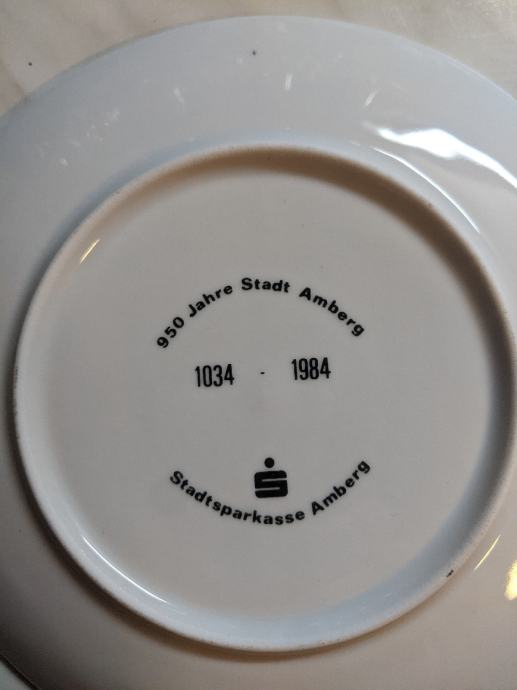 950 Jahre Stadt Amberg
1034 - 1984
Stadtsparkasse Amberg